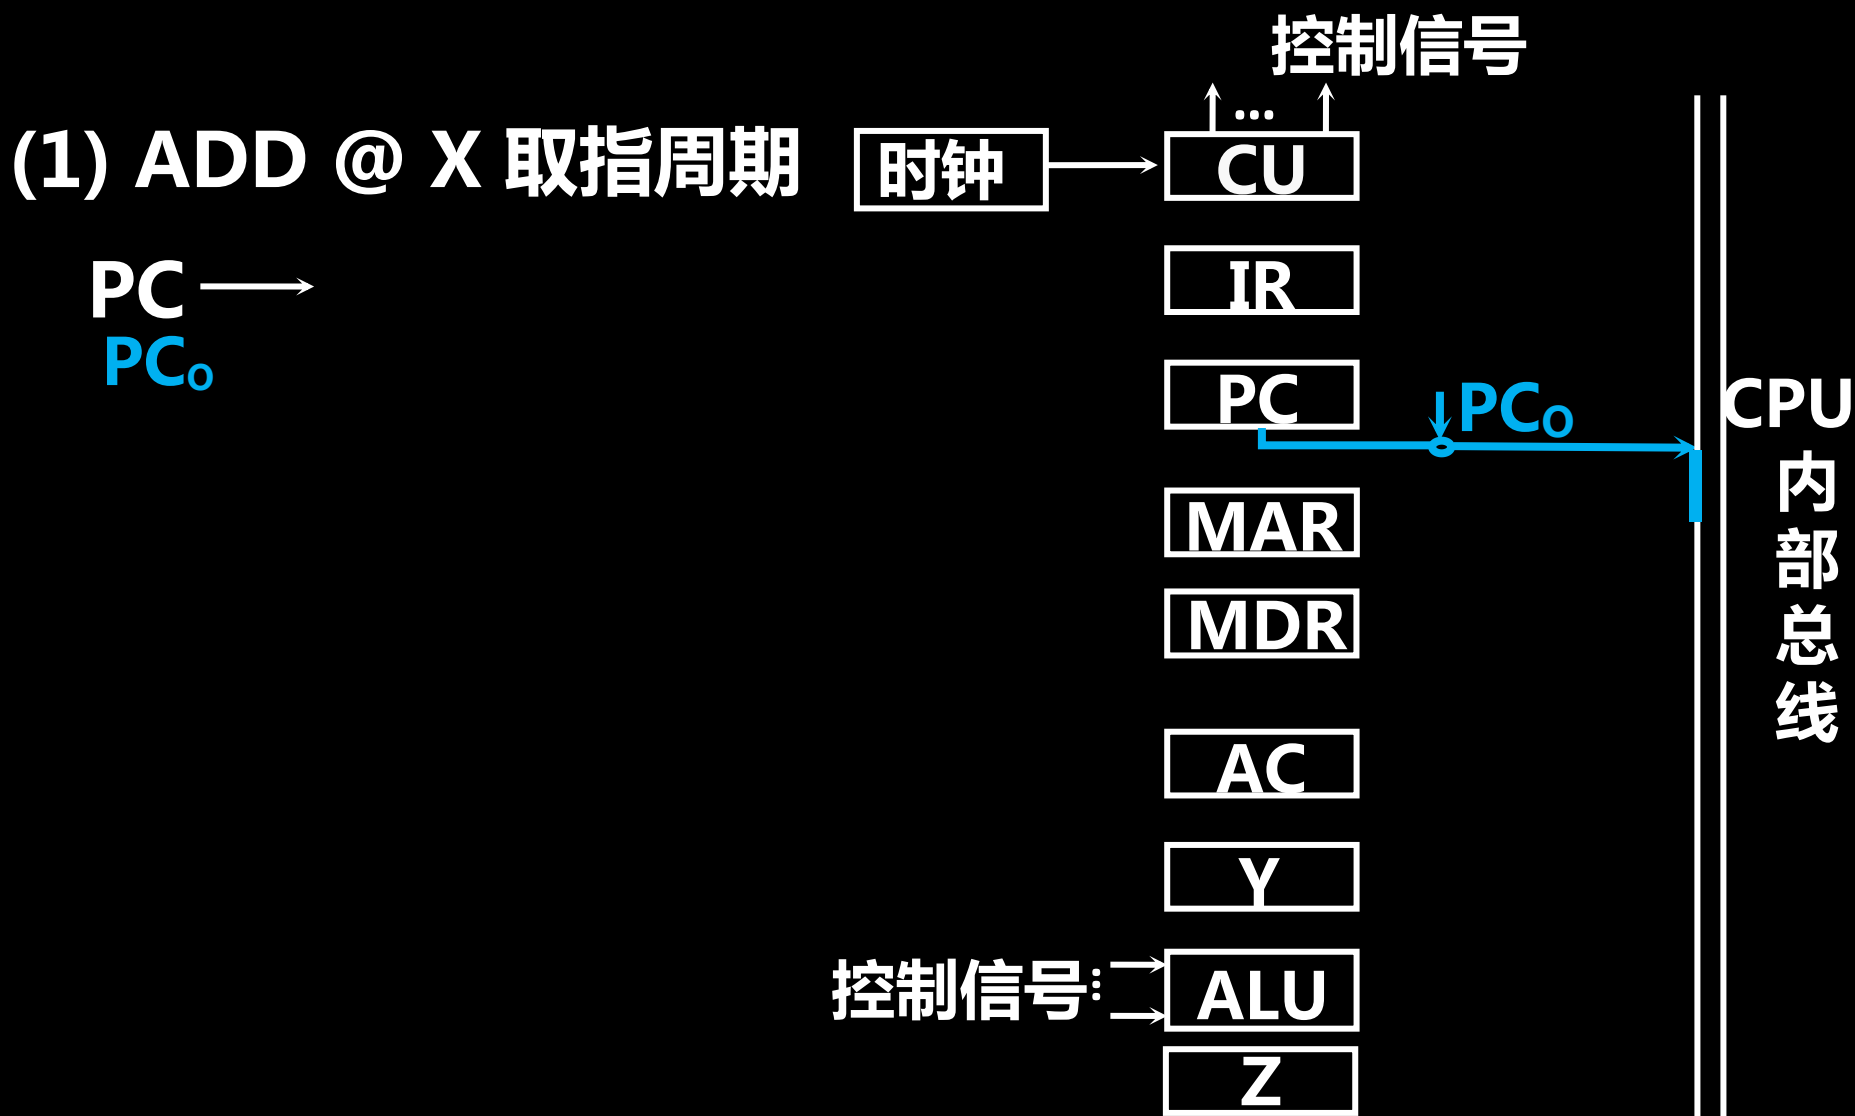 控制信号
(1) ADD @ X 取指周期
时钟
CU
PC
PCO
IR
PC
PCO
CPU
内
部
总
线
MAR
MDR
AC
Y
控制信号
ALU
Z